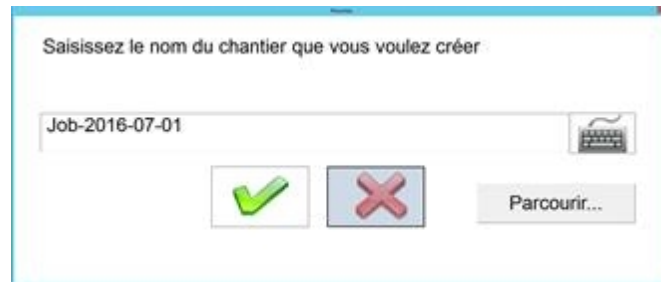 Saisissez le nom du chantier que vous voulez créer
Job-2016-07-01
Parcourir...